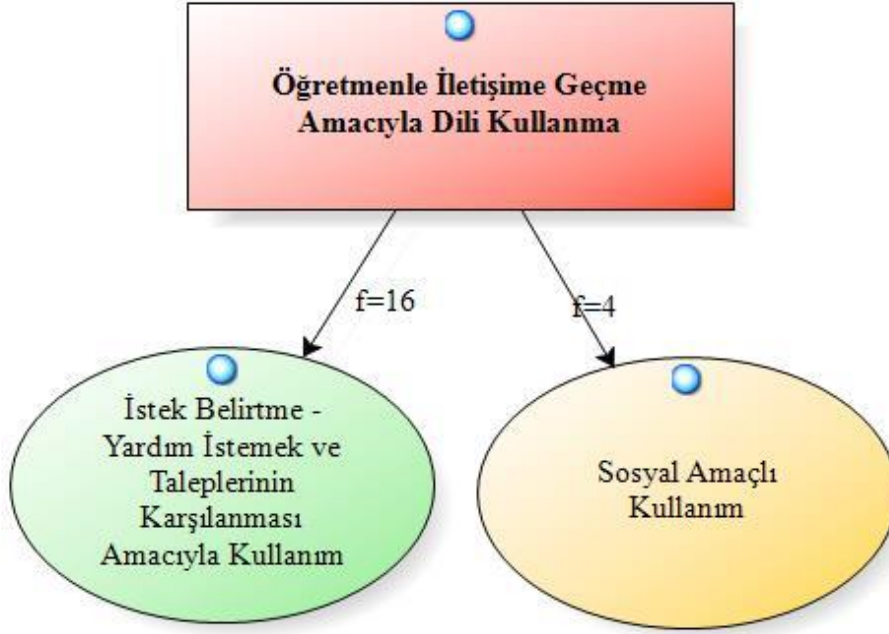 Öğretmenle İletişime Geçme
Amacıyla Dili Kullanma
f=16
f=4
İstek Belirtme -
Yardım İstemek ve
Taleplerinin
Karşılanması
Amacıyla Kullanım
Sosyal Amaçlı
Kullanım